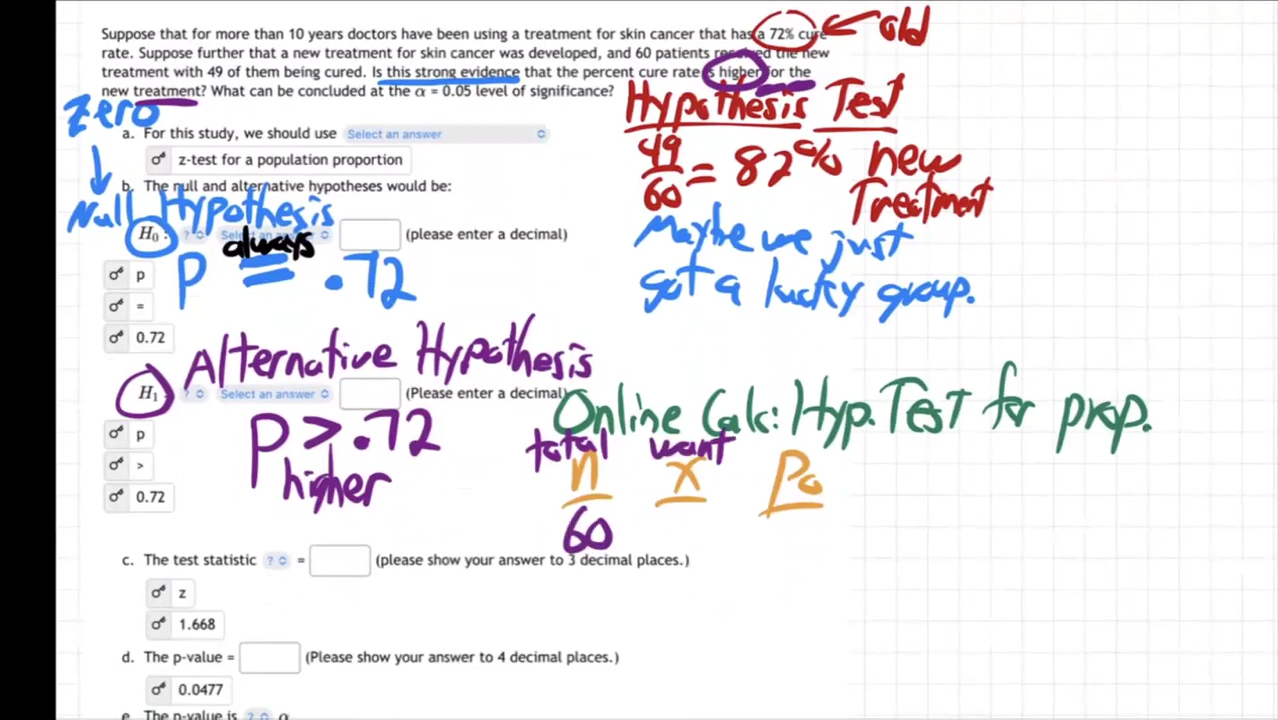 Suppose that for more than 10 years doctors have been using a treatment for skin cancer that has a 72% cure
old
rate. Suppose further that a new treatment for skin cancer was developed, and 60 patients received the new
treatment with 49 of them being cured. Is this strong evidence that the percent cure rate is higher for the
new treatment? What can be concluded at the α = 0.05 level of significance?
Hypothesis Test
zero
a. For this study, we should use Select an answer
z-test for a population proportion
49/60 = 82% new
Treatment
b. The null and alternative hypotheses would be:
Null Hypothesis
H0: ? Select an answer (please enter a decimal)
always
Maybe we just
got a lucky group.
p
P = .72
=
0.72
Alternative Hypothesis
H1: ? Select an answer (Please enter a decimal)
Online Calc: Hyp. Test for prop.
p
P > .72
>
higher
0.72
total want
n x Po
60
c. The test statistic ? = (please show your answer to 3 decimal places.)
z
1.668
d. The p-value = (Please show your answer to 4 decimal places.)
0.0477
e. The p-value is ? α